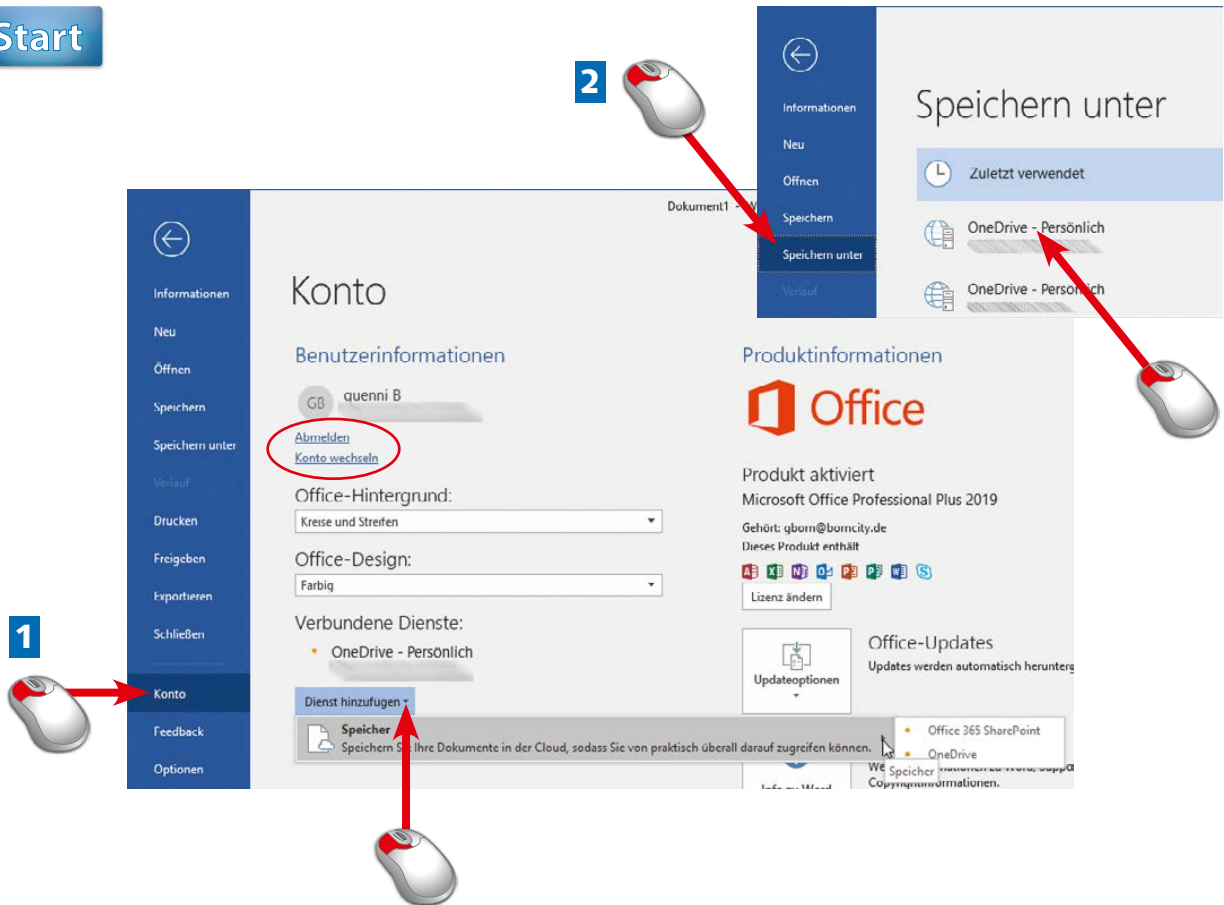 Start
2
Informationen
Neu
Öffnen
Speichern
Speichern unter
Verlauf
Speichern unter
Zuletzt verwendet
OneDrive - Persönlich
OneDrive - Persönlich
Dokument1 - W
Informationen
Neu
Öffnen
Speichern
Speichern unter
Verlauf
Drucken
Freigeben
Exportieren
Schließen
Konto
Feedback
Optionen
1
Konto
Benutzerinformationen
GB
quenni B
Abmelden
Konto wechseln
Office-Hintergrund:
Kreise und Streifen
Office-Design:
Farbig
Verbundene Dienste:
• OneDrive - Persönlich
Dienst hinzufügen
Speicher
Speichern Sie Ihre Dokumente in der Cloud, sodass Sie von praktisch überall darauf zugreifen können.
• Office 365 SharePoint
• OneDrive
Speicher
Produktinformationen
Office
Produkt aktiviert
Microsoft Office Professional Plus 2019
Gehört: gborn@borncity.de
Dieses Produkt enthält
Lizenz ändern
Updateoptionen
Office-Updates
Updates werden automatisch herunterg
Info zu Word
Copyrightinformationen.